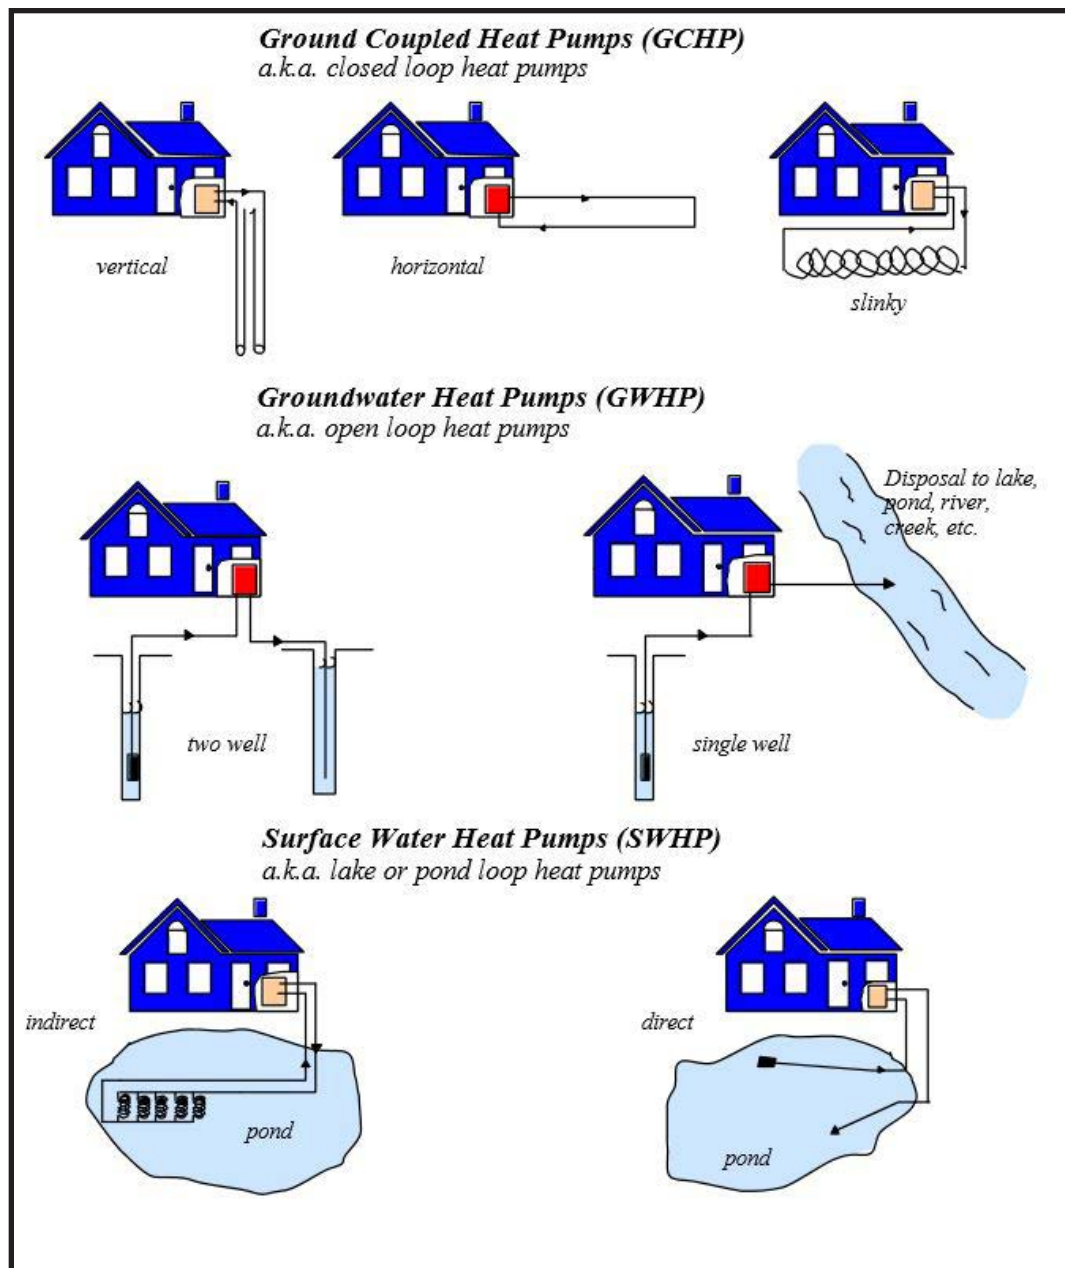 Ground Coupled Heat Pumps (GCHP)
a.k.a. closed loop heat pumps
vertical
horizontal
slinky
Groundwater Heat Pumps (GWHP)
a.k.a. open loop heat pumps
Disposal to lake,
pond, river,
creek, etc.
two well
single well
Surface Water Heat Pumps (SWHP)
a.k.a. lake or pond loop heat pumps
indirect
direct
pond
pond